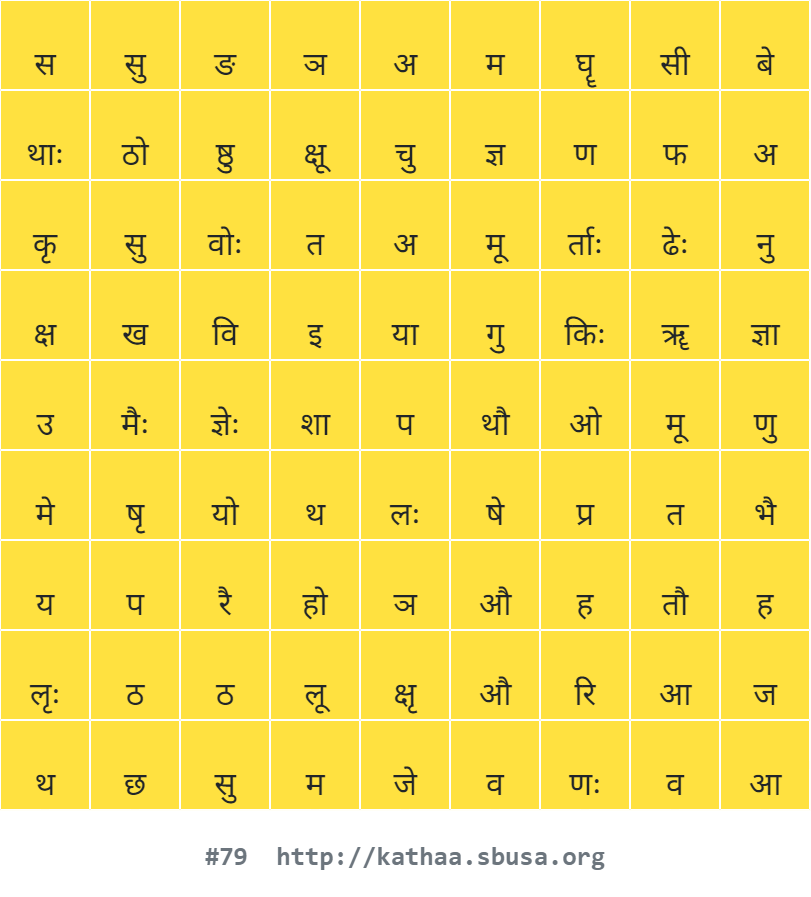 स सु ङ ञ अ म घॄ सी बे
थाः ठो ष्ठु क्षू चु ज्ञ ण फ अ
कृ सु वोः त अ मू र्ताः ढेः नु
क्ष ख वि इ या गु किः ॠ ज्ञा
उ मैः ज्ञेः शा प थौ ओ मू णु
मे षृ यो थ लः षे प्र त भै
य प रै हो ञ औ ह तौ ह
लृः ठ ठ लू क्षृ औ रि आ ज
थ छ सु म जे व णः व आ
#79 http://kathaa.sbusa.org